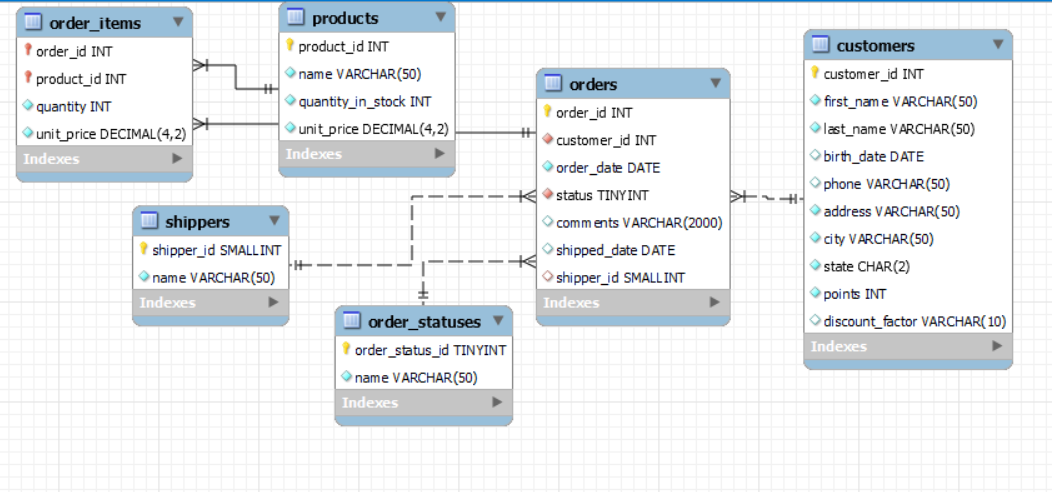 order_items
order_id INT
product_id INT
quantity INT
unit_price DECIMAL(4,2)
Indexes
products
product_id INT
name VARCHAR(50)
quantity_in_stock INT
unit_price DECIMAL(4,2)
Indexes
orders
order_id INT
customer_id INT
order_date DATE
status TINYINT
comments VARCHAR(2000)
shipped_date DATE
shipper_id SMALLINT
Indexes
customers
customer_id INT
first_name VARCHAR(50)
last_name VARCHAR(50)
birth_date DATE
phone VARCHAR(50)
address VARCHAR(50)
city VARCHAR(50)
state CHAR(2)
points INT
discount_factor VARCHAR(10)
Indexes
shippers
shipper_id SMALLINT
name VARCHAR(50)
Indexes
order_statuses
order_status_id TINYINT
name VARCHAR(50)
Indexes